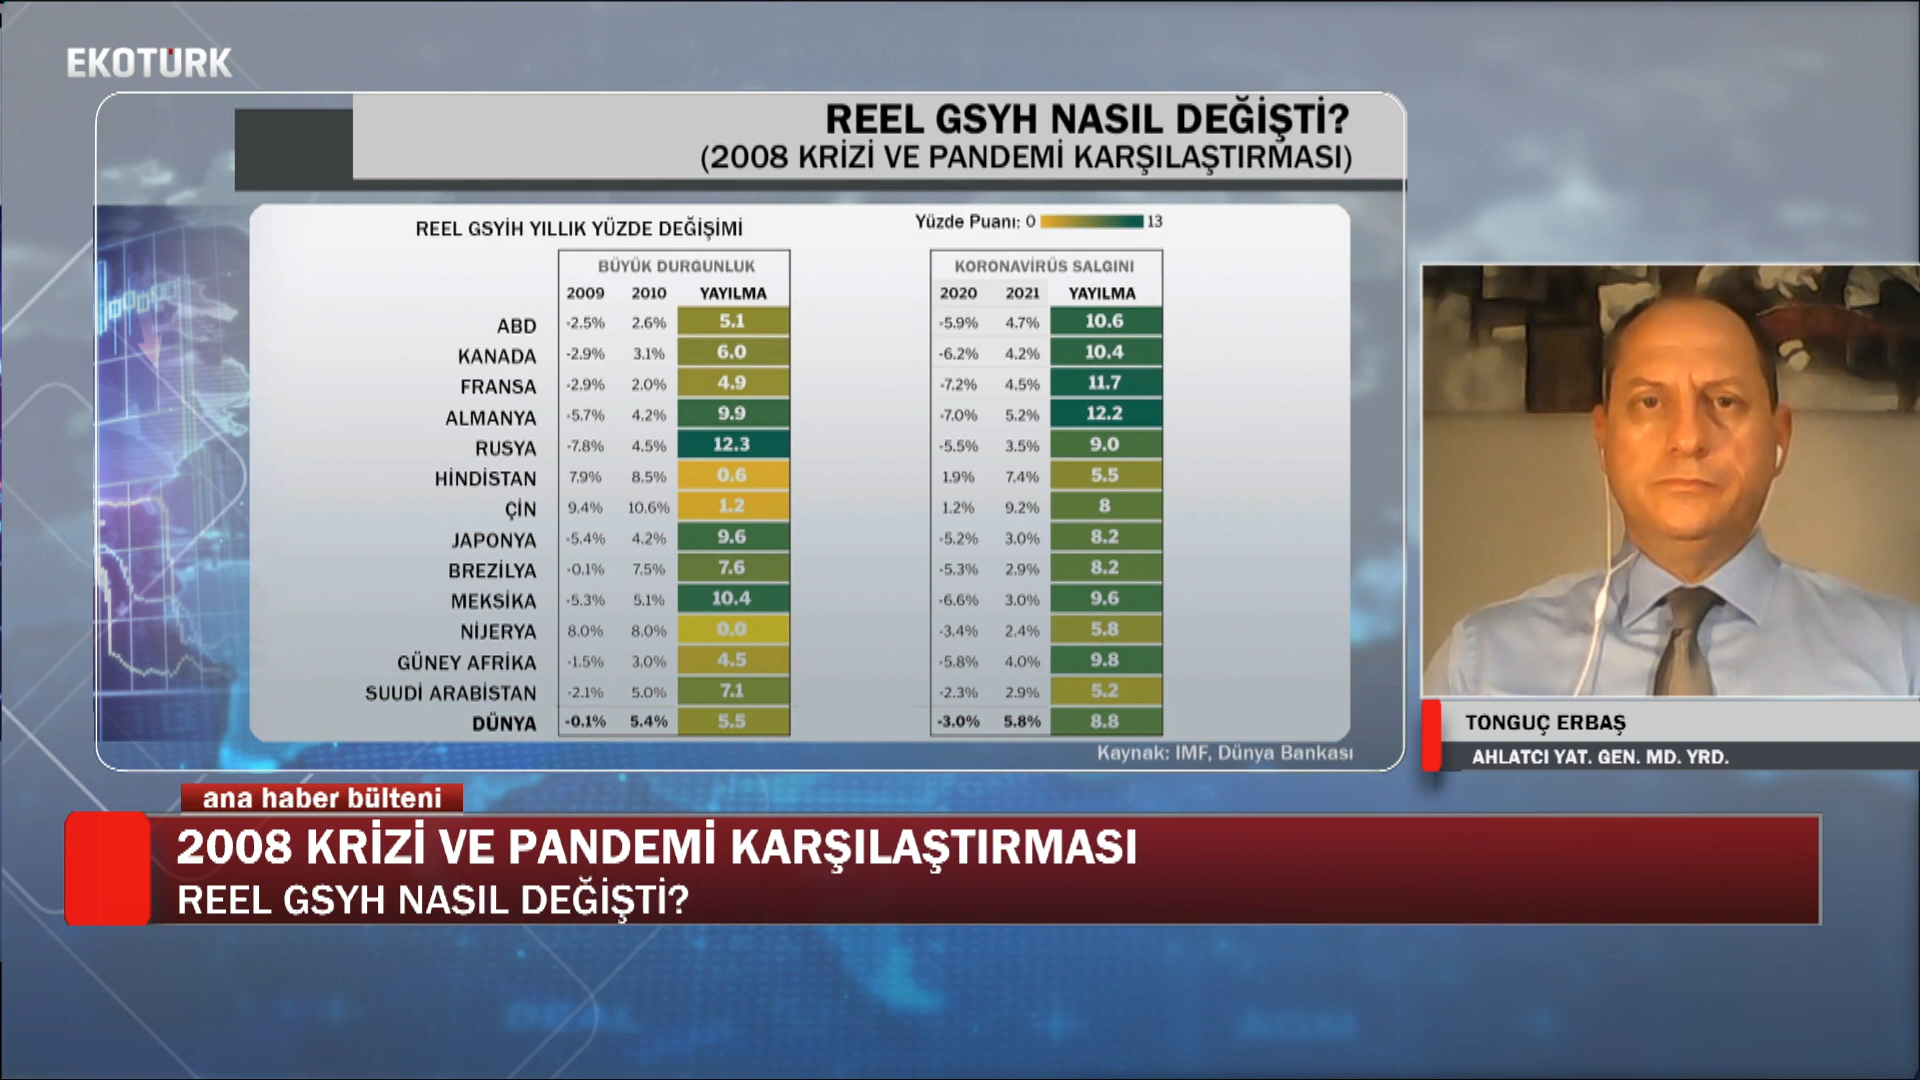 EKOTÜRK
REEL GSYH NASIL DEĞİŞTİ?
(2008 KRİZİ VE PANDEMİ KARŞILAŞTIRMASI)
REEL GSYİH YILLIK YÜZDE DEĞİŞİMİ
Yüzde Puanı: 0 13
BÜYÜK DURGUNLUK KORONAVİRÜS SALGINI
2009 2010 YAYILMA 2020 2021 YAYILMA
ABD -2.5% 2.6% 5.1 -5.9% 4.7% 10.6
KANADA -2.9% 3.1% 6.0 -6.2% 4.2% 10.4
FRANSA -2.9% 2.0% 4.9 -7.2% 4.5% 11.7
ALMANYA -5.7% 4.2% 9.9 -7.0% 5.2% 12.2
RUSYA -7.8% 4.5% 12.3 -5.5% 3.5% 9.0
HİNDİSTAN 7.9% 8.5% 0.6 1.9% 7.4% 5.5
ÇİN 9.4% 10.6% 1.2 1.2% 9.2% 8
JAPONYA -5.4% 4.2% 9.6 -5.2% 3.0% 8.2
BREZİLYA -0.1% 7.5% 7.6 -5.3% 2.9% 8.2
MEKSİKA -5.3% 5.1% 10.4 -6.6% 3.0% 9.6
NİJERYA 8.0% 8.0% 0.0 -3.4% 2.4% 5.8
GÜNEY AFRİKA -1.5% 3.0% 4.5 -5.8% 4.0% 9.8
SUUDİ ARABİSTAN -2.1% 5.0% 7.1 -2.3% 2.9% 5.2
DÜNYA -0.1% 5.4% 5.5 -3.0% 5.8% 8.8
Kaynak: IMF, Dünya Bankası
TONGUÇ ERBAŞ
AHLATCI YAT. GEN. MD. YRD.
ana haber bülteni
2008 KRİZİ VE PANDEMİ KARŞILAŞTIRMASI
REEL GSYH NASIL DEĞİŞTİ?